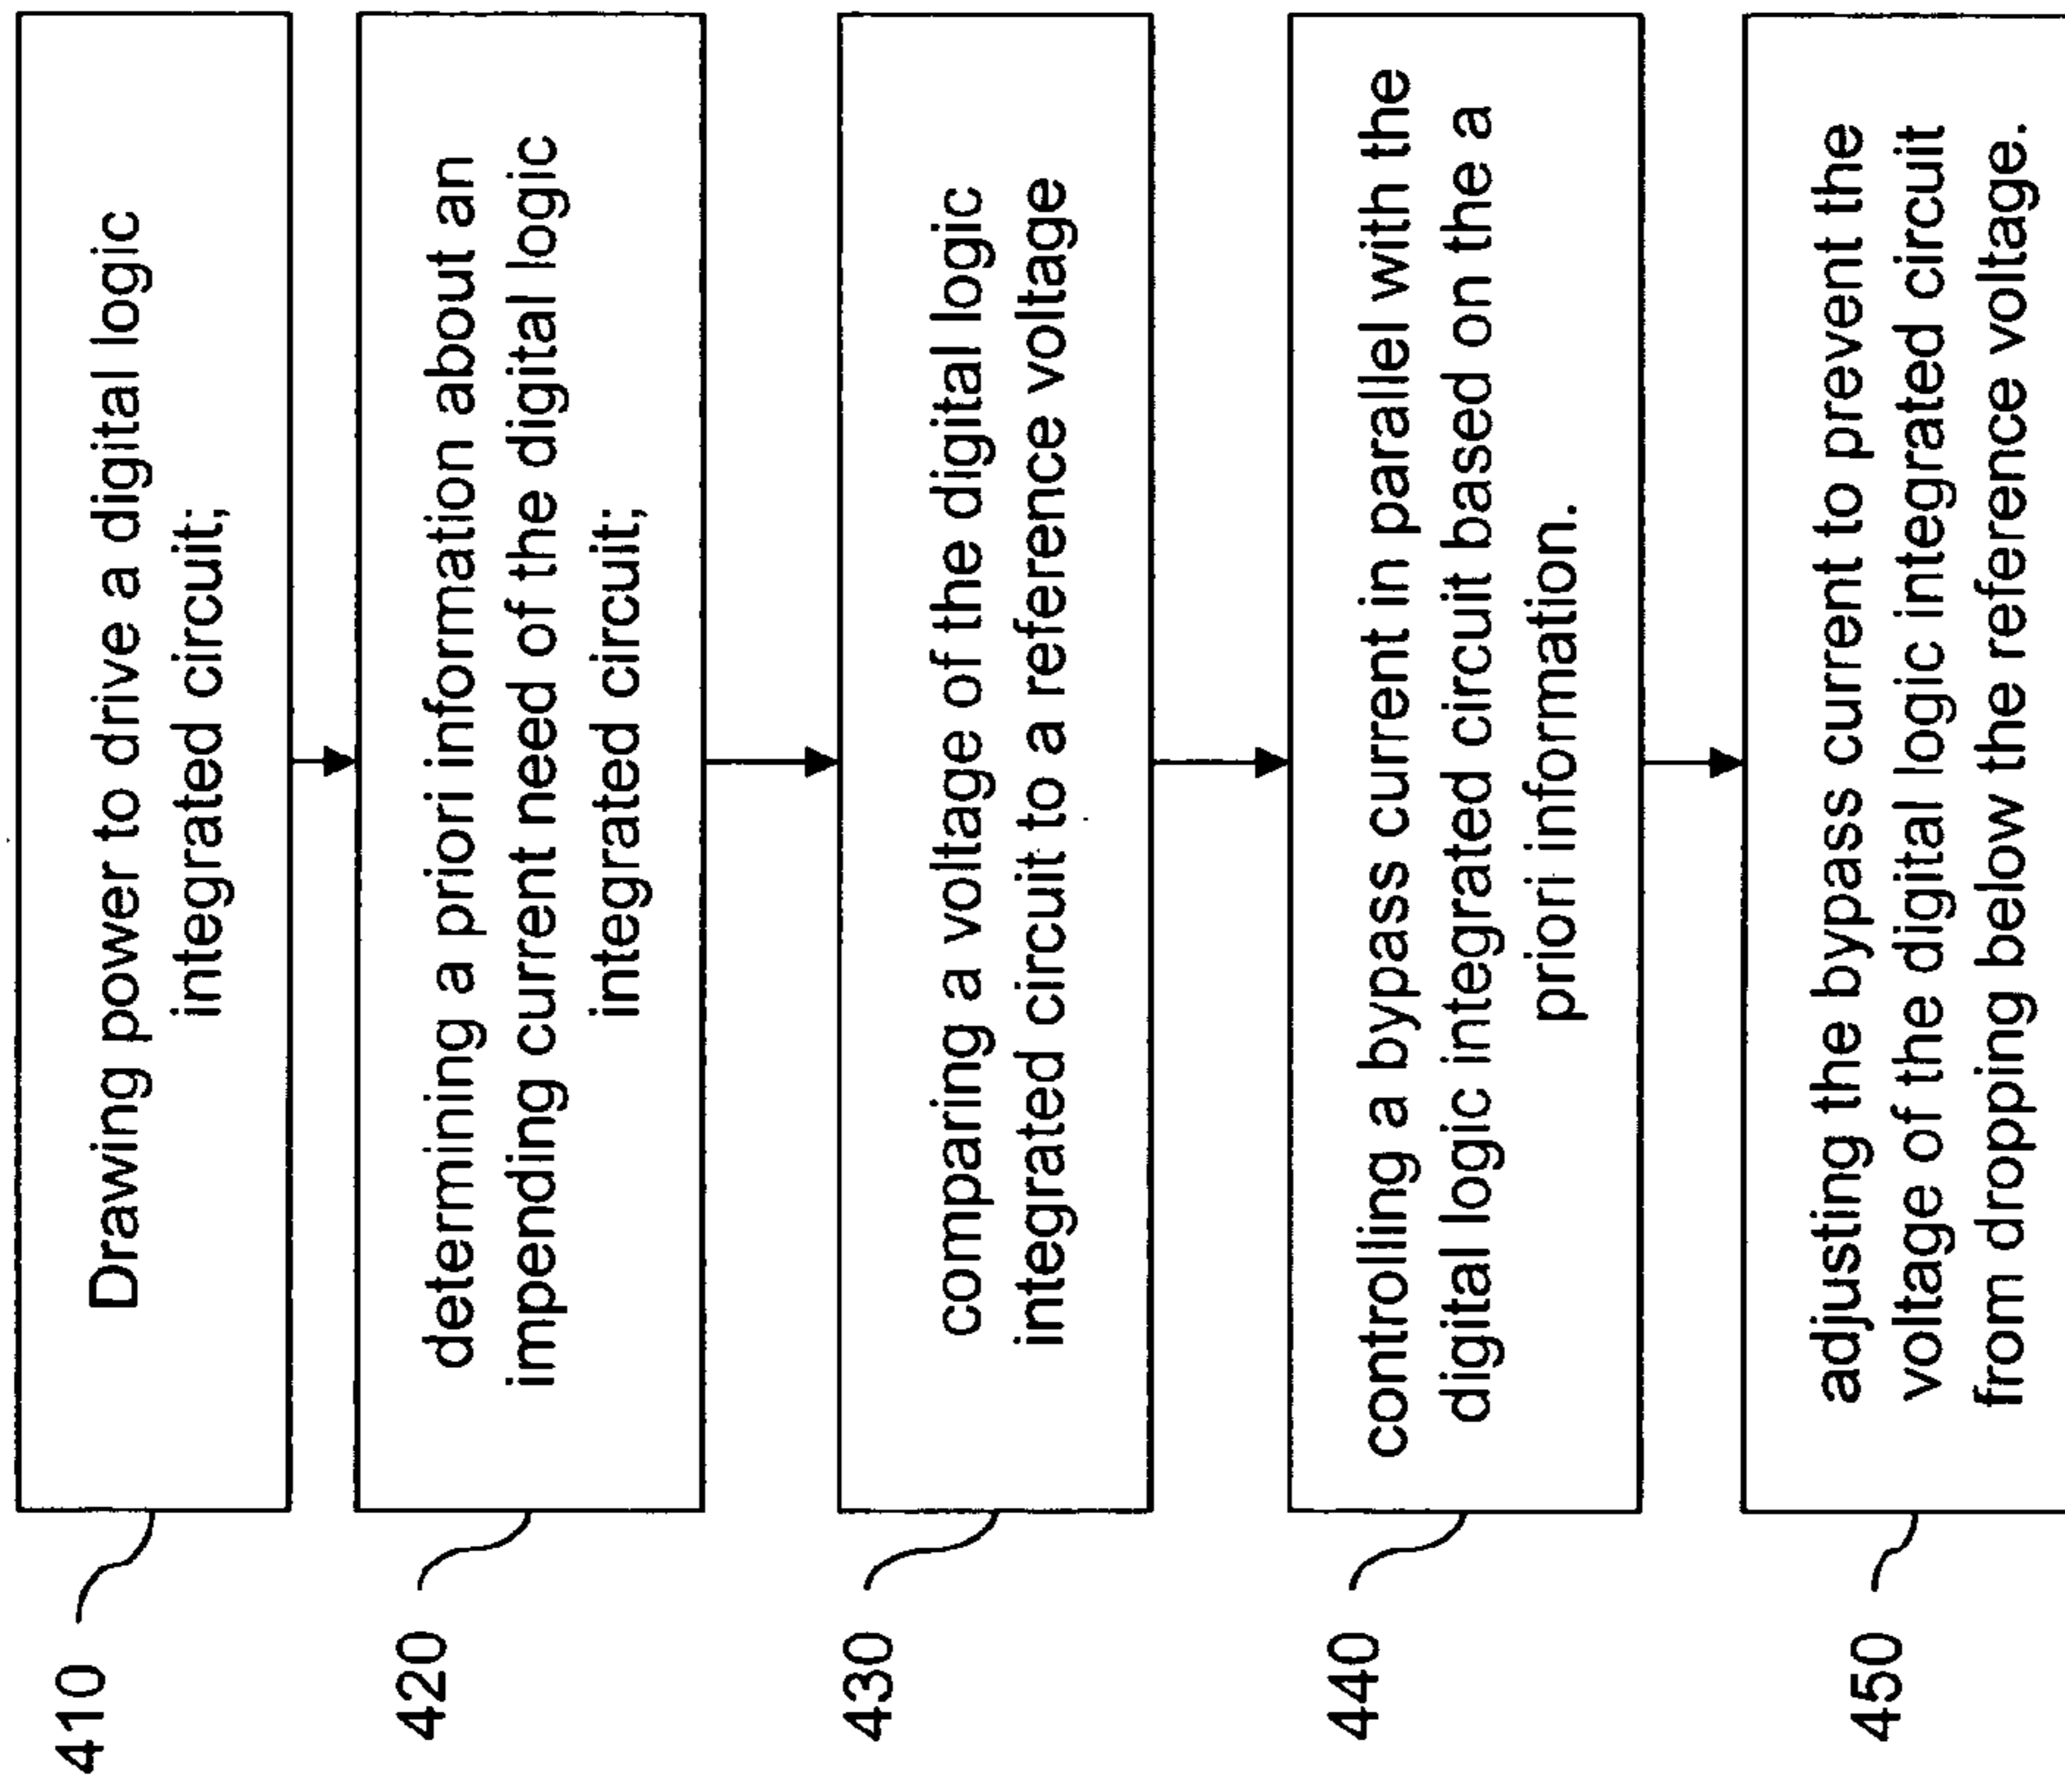 410
Drawing power to drive a digital logic
integrated circuit;
420
determining a priori information about an
impending current need of the digital logic
integrated circuit;
430
comparing a voltage of the digital logic
integrated circuit to a reference voltage
440
controlling a bypass current in parallel with the
digital logic integrated circuit based on the a
priori information.
450
adjusting the bypass current to prevent the
voltage of the digital logic integrated circuit
from dropping below the reference voltage.